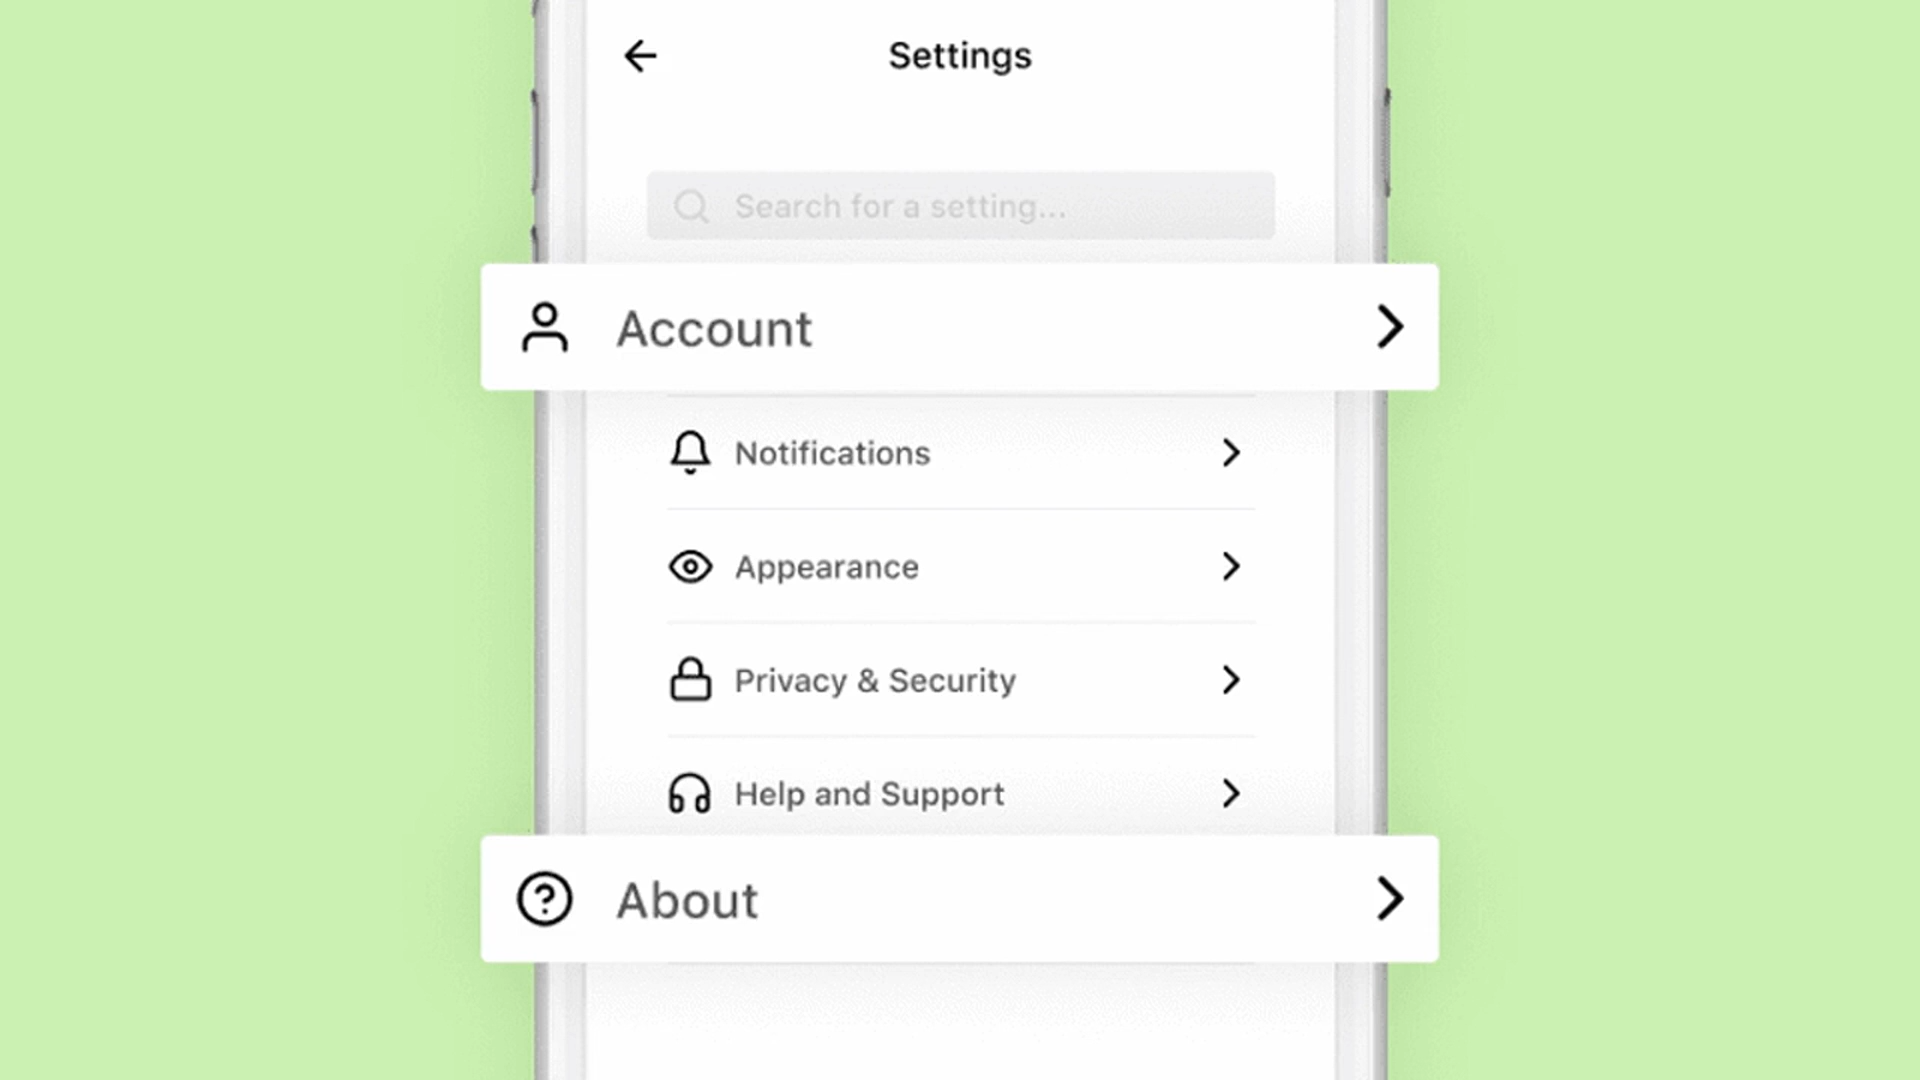 Settings
Search for a setting...
Account
Notifications
Appearance
Privacy & Security
Help and Support
About